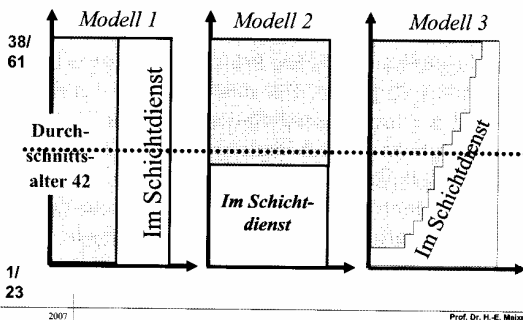 Modell 1
Modell 2
Modell 3
38/
61
Durch-
schnitts-
alter 42
1/
23
Im Schichtdienst
Im Schicht-
dienst
Im Schichtdienst
2007
Prof. Dr. H.-E.